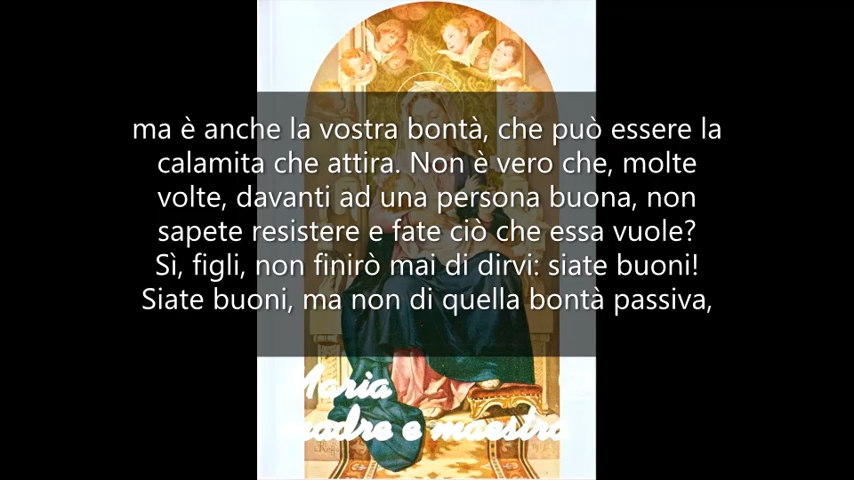 ma è anche la vostra bontà, che può essere la
calamita che attira. Non è vero che, molte
volte, davanti ad una persona buona, non
sapete resistere e fate ciò che essa vuole?
Sì, figli, non finirò mai di dirvi: siate buoni!
Siate buoni, ma non di quella bontà passiva,
Maria
madre e maestra